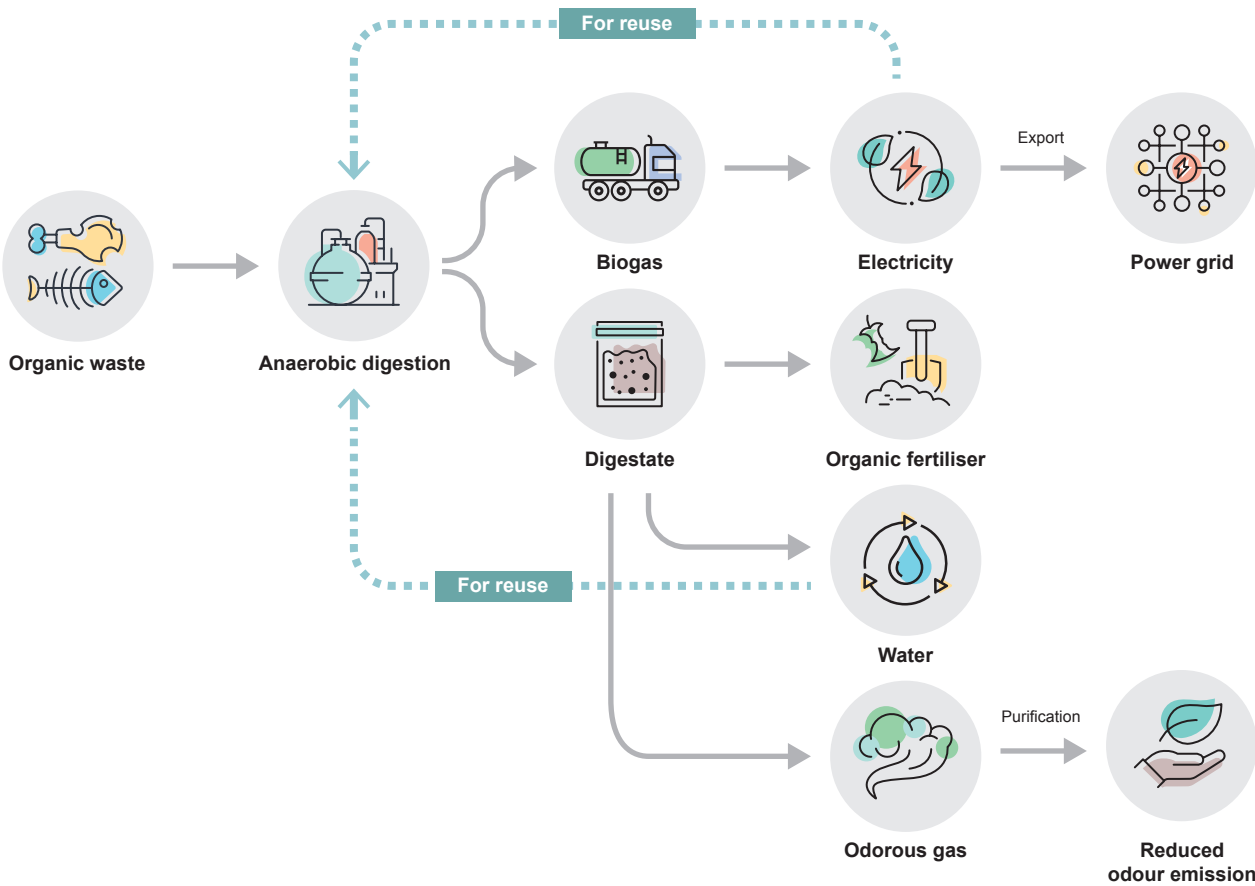 For reuse
Export
Biogas
Electricity
Power grid
Organic waste
Anaerobic digestion
Digestate
Organic fertiliser
For reuse
Water
Purification
Odorous gas
Reduced
odour emission